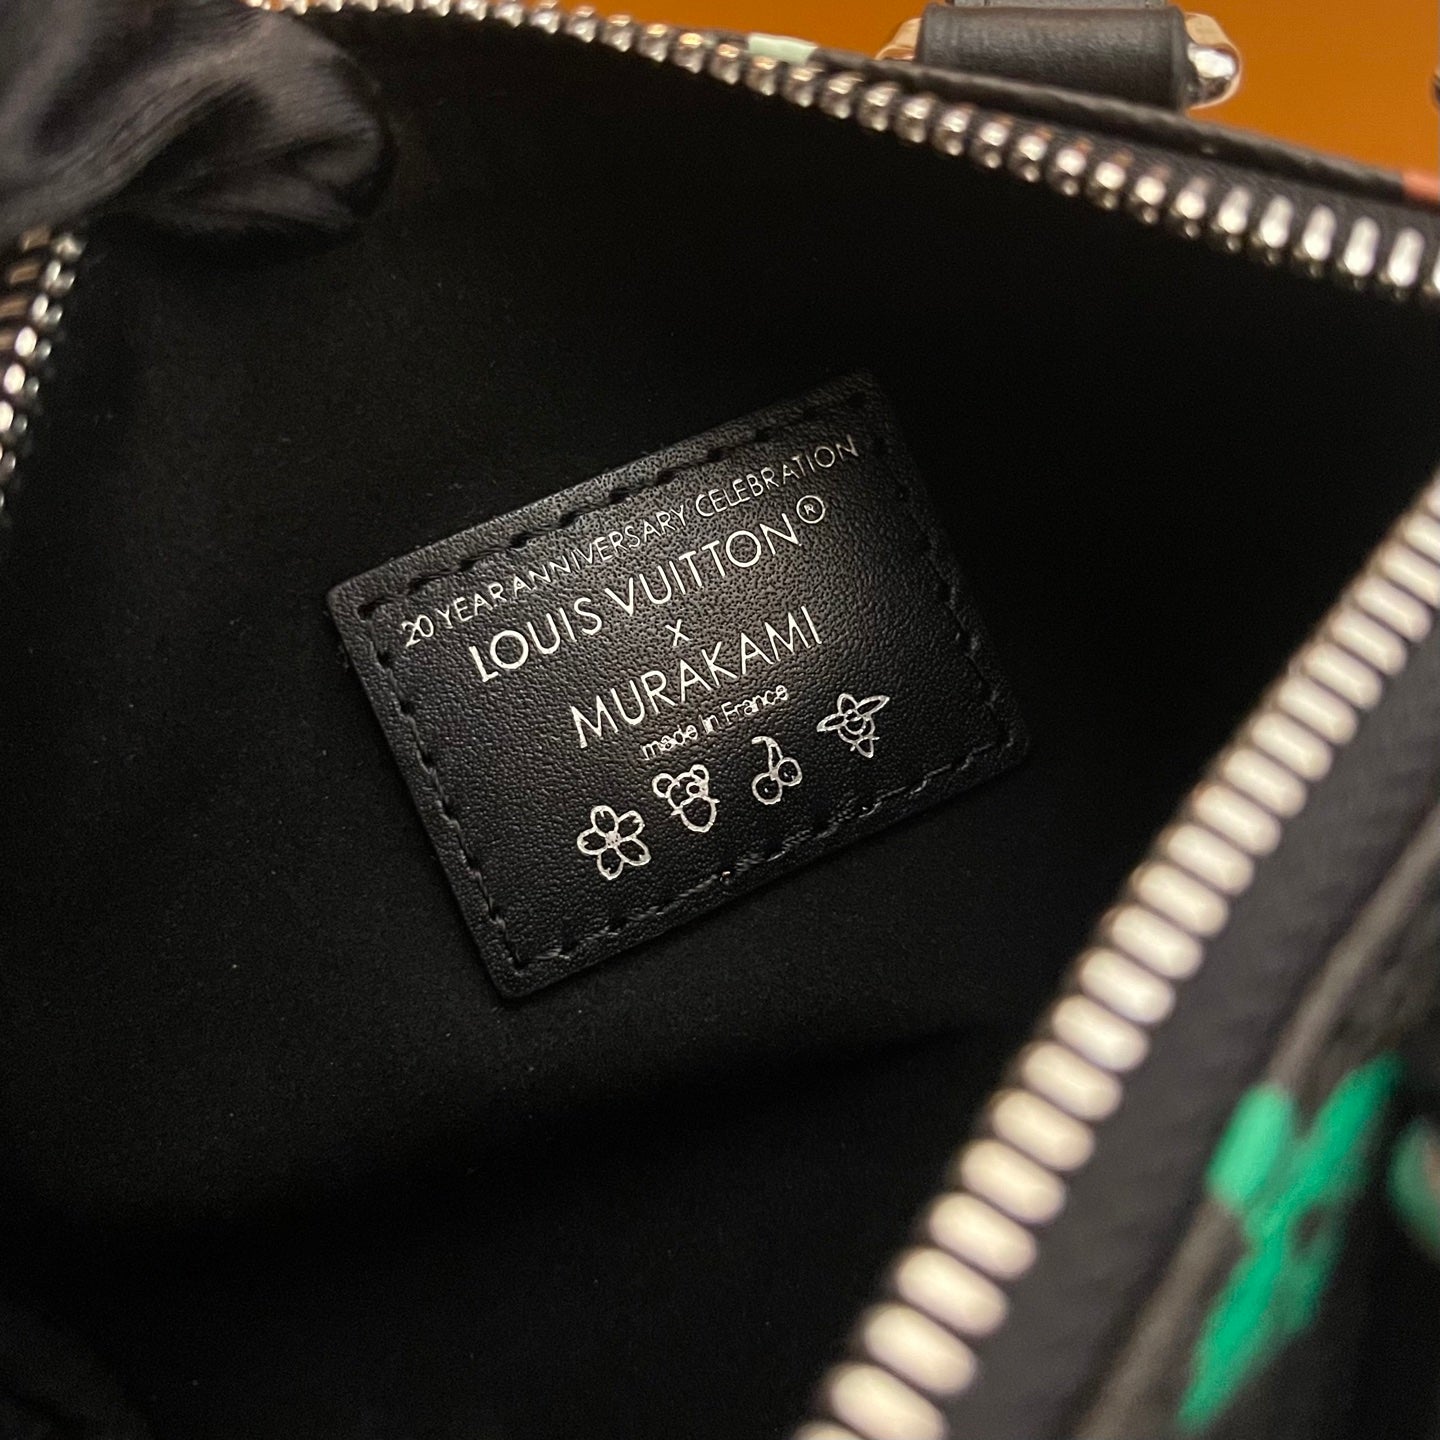 20 YEAR ANNIVERSARY CELEBRATION
LOUIS VUITTON®
x
MURAKAMI
made in France